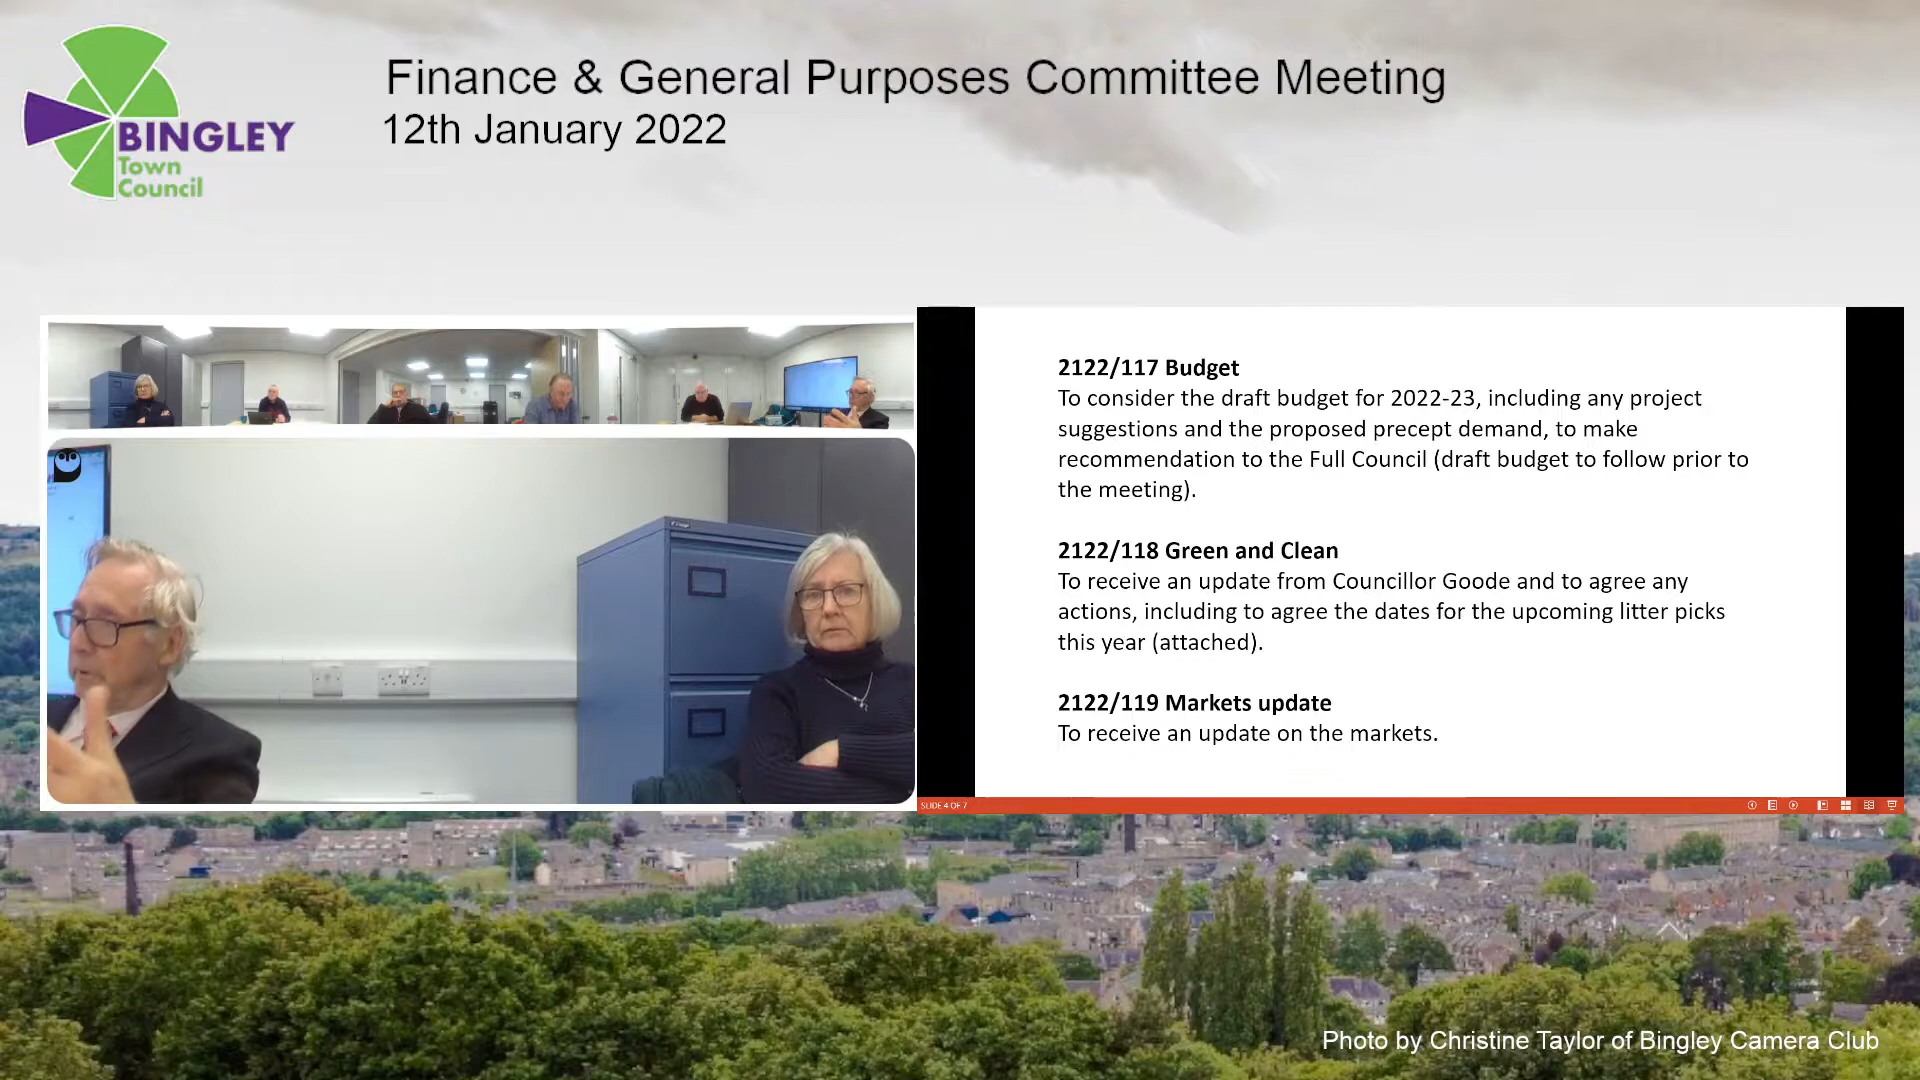 BINGLEY
Town
Council
Finance & General Purposes Committee Meeting
12th January 2022
2122/117 Budget
To consider the draft budget for 2022-23, including any project
suggestions and the proposed precept demand, to make
recommendation to the Full Council (draft budget to follow prior to
the meeting).
2122/118 Green and Clean
To receive an update from Councillor Goode and to agree any
actions, including to agree the dates for the upcoming litter picks
this year (attached).
2122/119 Markets update
To receive an update on the markets.
SLIDE 4 OF 7
Photo by Christine Taylor of Bingley Camera Club